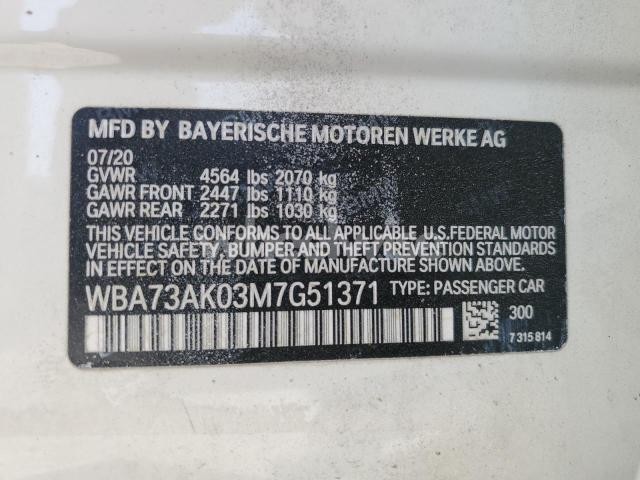 MFD BY BAYERISCHE MOTOREN WERKE AG
07/20
GVWR 4564 lbs 2070 kg
GAWR FRONT 2447 lbs 1110 kg
GAWR REAR 2271 lbs 1030 kg
THIS VEHICLE CONFORMS TO ALL APPLICABLE U.S.FEDERAL MOTOR
VEHICLE SAFETY, BUMPER AND THEFT PREVENTION STANDARDS
IN EFFECT ON THE DATE OF MANUFACTURE SHOWN ABOVE.
WBA73AK03M7G51371 TYPE: PASSENGER CAR
300
7 315 814